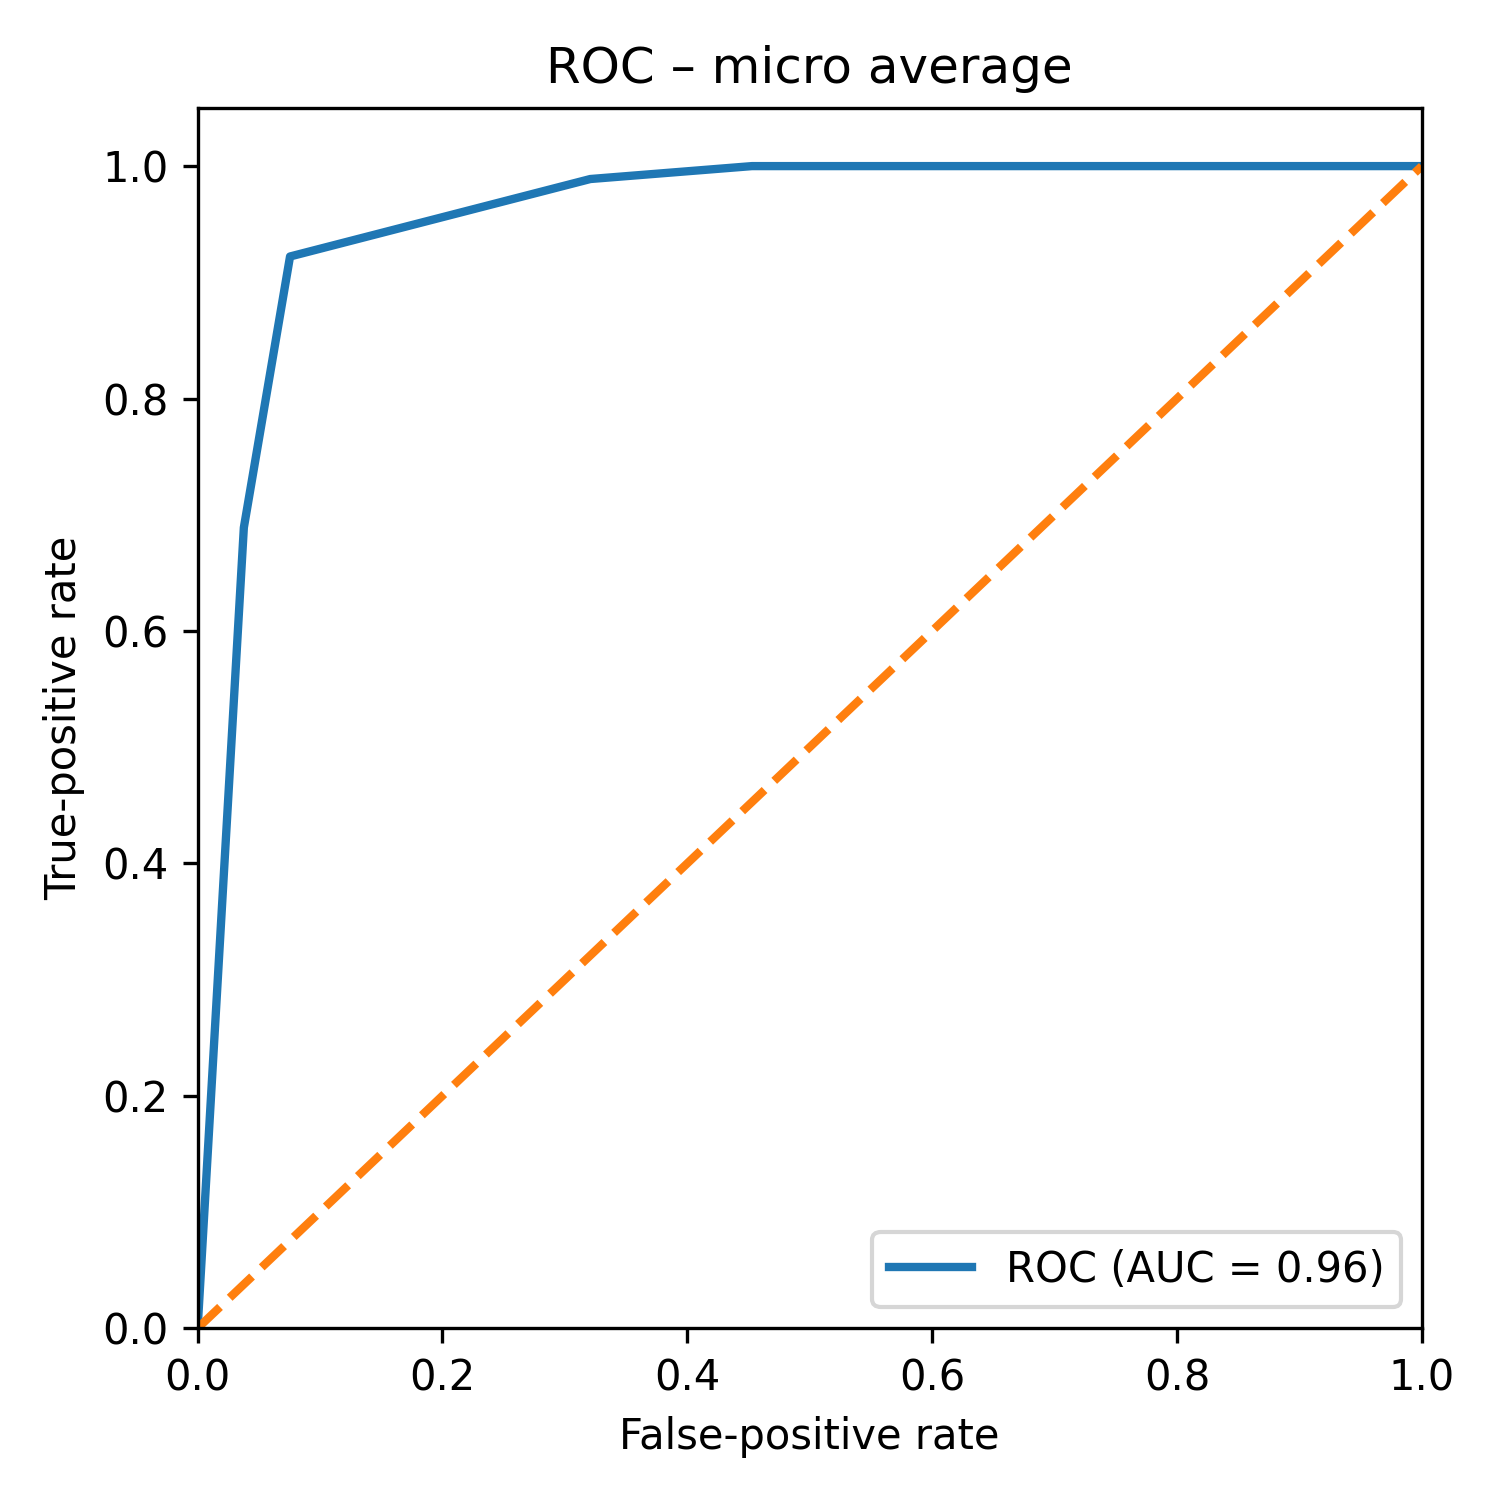 ROC – micro average
1.0
0.8
0.6
0.4
0.2
0.0
True-positive rate
ROC (AUC = 0.96)
0.0 0.2 0.4 0.6 0.8 1.0
False-positive rate